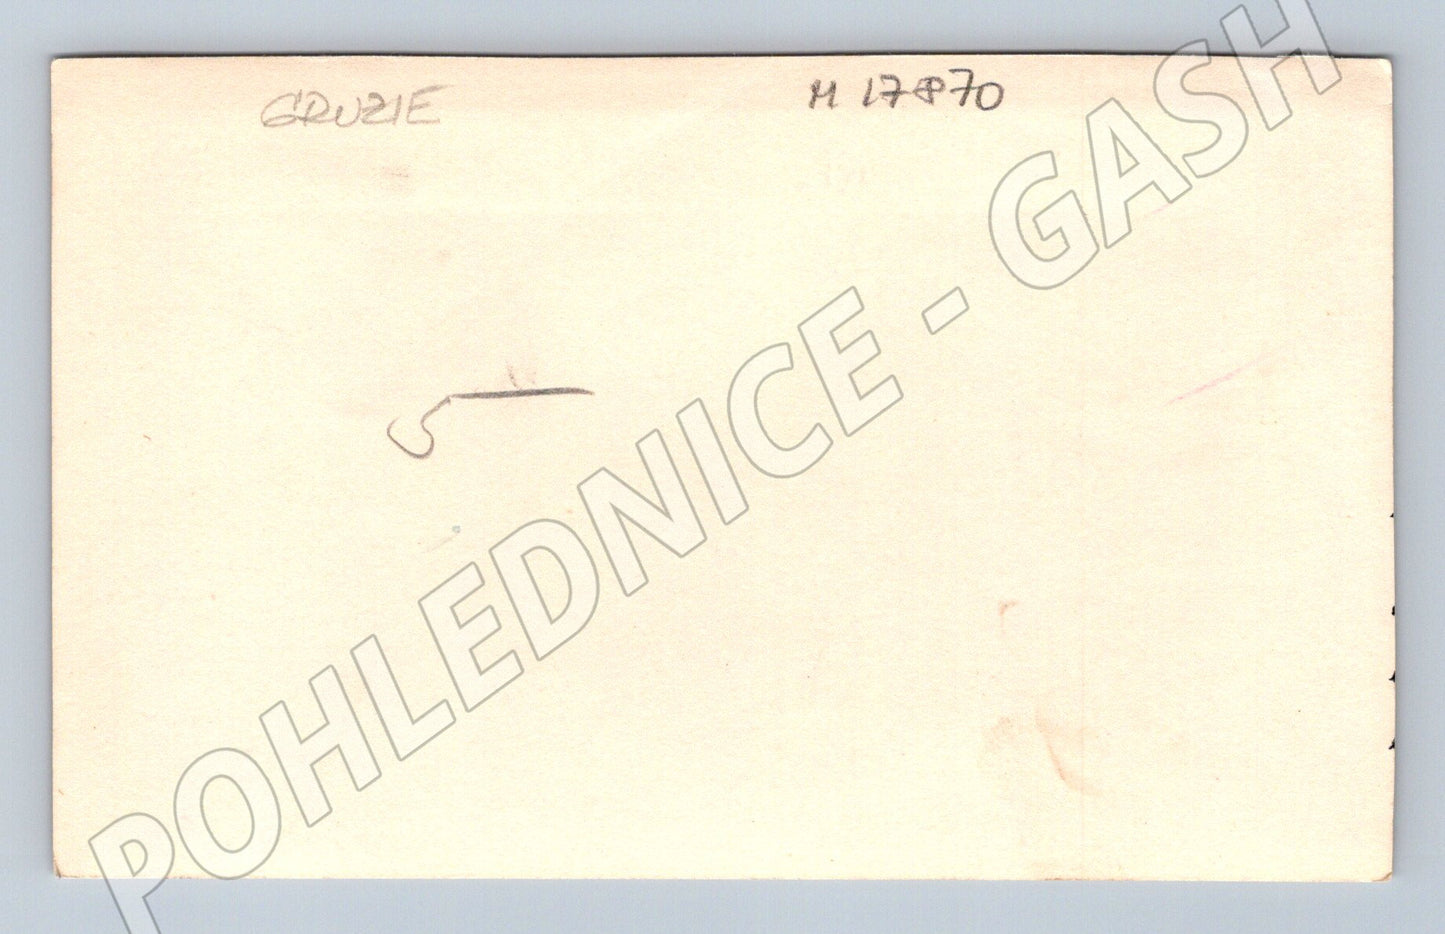 GRUZIE
M 17870
5-
POHLEDNICE - GASH